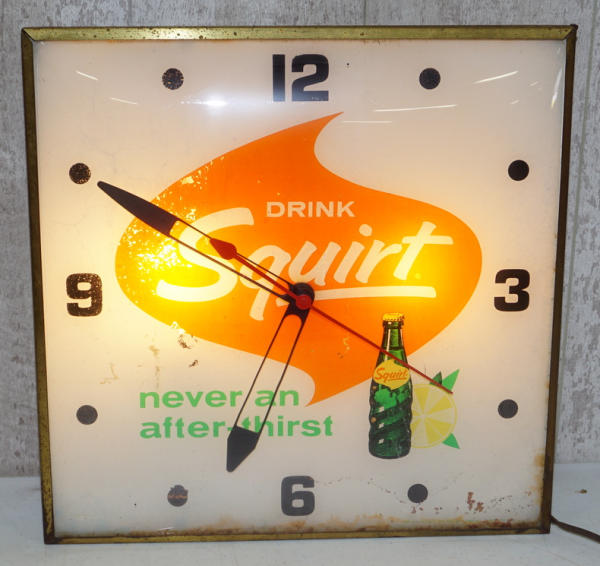 12
DRINK
Squirt
9
3
Squirt
never an
after-thirst
6